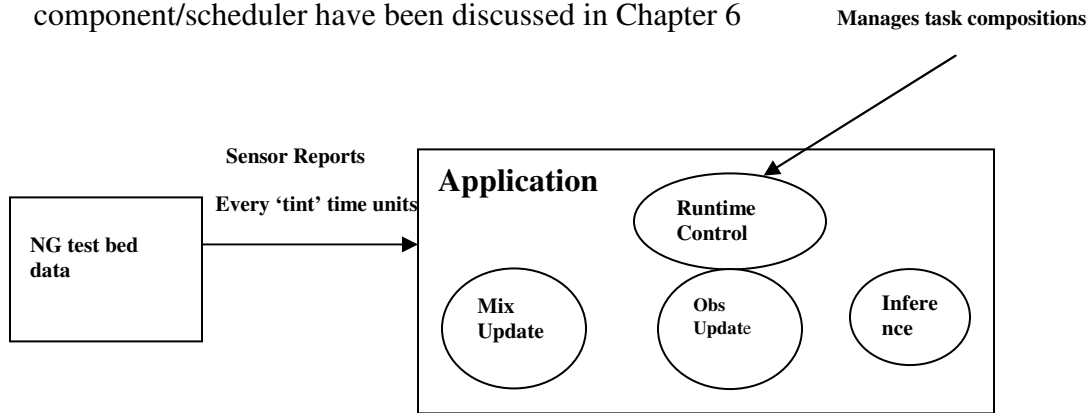 component/scheduler have been discussed in Chapter 6
Manages task compositions
Sensor Reports
Every ‘tint’ time units
NG test bed
data
Application
Runtime
Control
Mix
Update
Obs
Update
Infere
nce